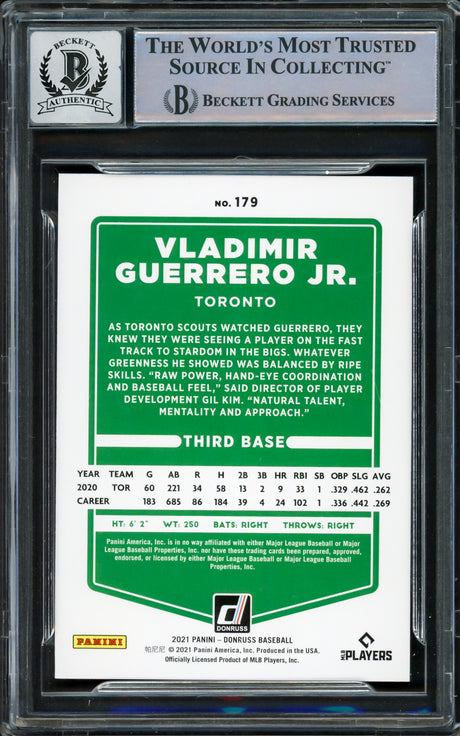 BECKETT
B
AUTHENTIC
THE WORLD'S MOST TRUSTED
SOURCE IN COLLECTING™
B BECKETT GRADING SERVICES
NO. 179
VLADIMIR
GUERRERO JR.
TORONTO
AS TORONTO SCOUTS WATCHED GUERRERO, THEY
KNEW THEY WERE SEEING A PLAYER ON THE FAST
TRACK TO STARDOM IN THE BIGS. WHATEVER
GREENNESS HE SHOWED WAS BALANCED BY RIPE
SKILLS. "RAW POWER, HAND-EYE COORDINATION
AND BASEBALL FEEL," SAID DIRECTOR OF PLAYER
DEVELOPMENT GIL KIM. "NATURAL TALENT,
MENTALITY AND APPROACH."
THIRD BASE
YEAR TEAM G AB R H 2B 3B HR RBI SB OBP SLG AVG
2020 TOR 60 221 34 58 13 2 9 33 1 .329 .462 .262
CAREER 183 685 86 184 39 4 24 102 1 .336 .442 .269
HT: 6' 2" WT: 250 BATS: RIGHT THROWS: RIGHT
Panini America, Inc. is in no way affiliated with either Major League Baseball or Major
League Baseball Properties, Inc. nor have these trading cards been prepared, approved,
endorsed, or licensed by either Major League Baseball or Major League Baseball
Properties, Inc.
DONRUSS
2021 PANINI – DONRUSS BASEBALL
帕尼尼 © 2021 Panini America, Inc. Produced in the USA.
Officially Licensed Product of MLB Players, Inc.
PANINI
MLB PLAYERS